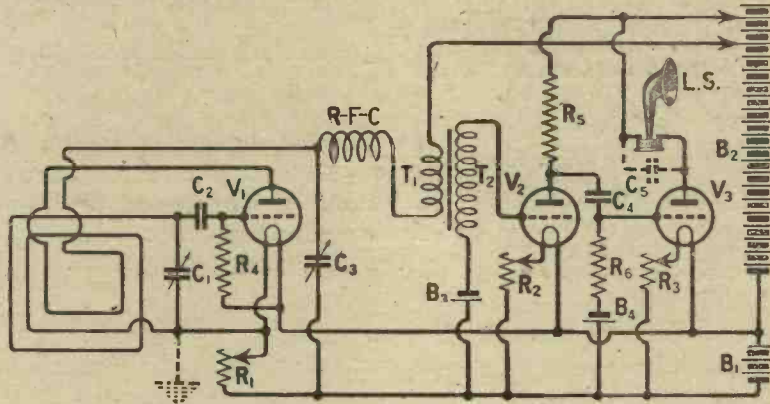 R-F-C
L.S.
R₅
B₂
C₂
V₁
T₁
T₂
V₂
C₅
V₃
C₄
C₁
R₄
C₃
B₃
R₂
R₆
B₄
R₃
R₁
B₁